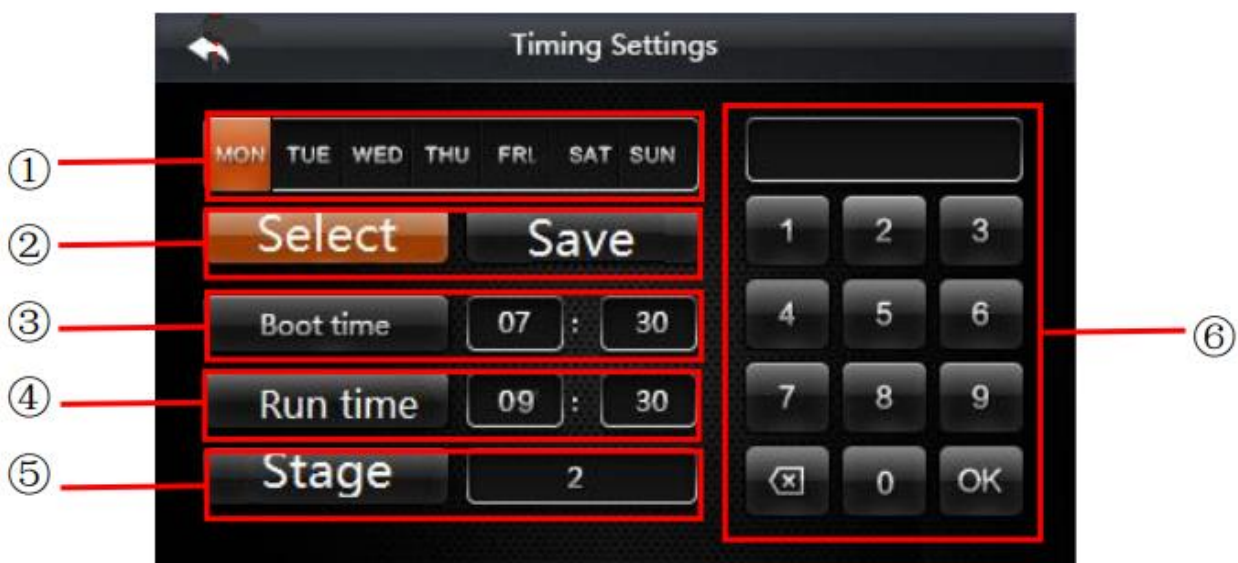 Timing Settings
① MON TUE WED THU FRI. SAT SUN
② Select Save
③ Boot time 07 : 30
④ Run time 09 : 30
⑤ Stage 2
⑥
1 2 3
4 5 6
7 8 9
0 OK